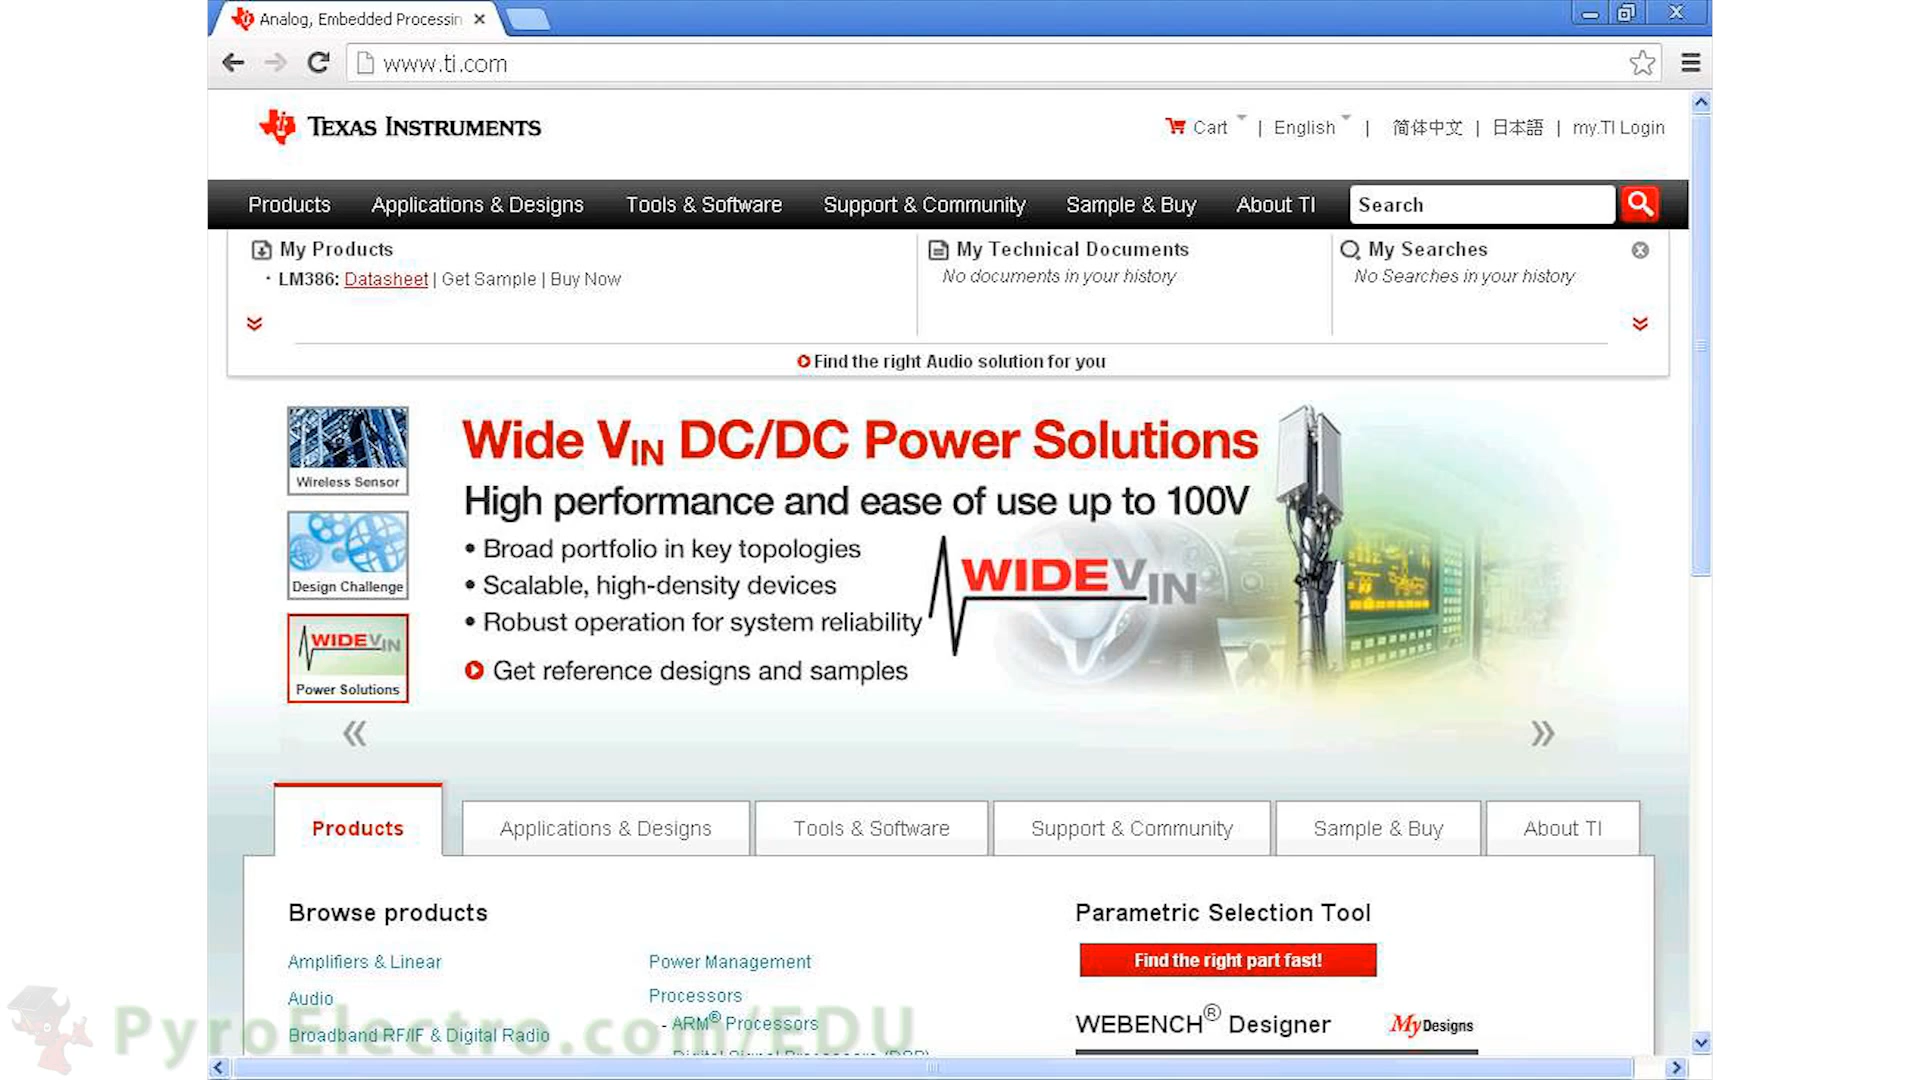 Analog, Embedded Processin
www.ti.com
TEXAS INSTRUMENTS
Cart | English | 简体中文 | 日本語 | my.TI Login
Products Applications & Designs Tools & Software Support & Community Sample & Buy About TI Search
My Products
• LM386: Datasheet | Get Sample | Buy Now
My Technical Documents
No documents in your history
My Searches
No Searches in your history
Find the right Audio solution for you
Wireless Sensor
Design Challenge
WIDE VIN
Power Solutions
Wide VIN DC/DC Power Solutions
High performance and ease of use up to 100V
• Broad portfolio in key topologies
• Scalable, high-density devices
• Robust operation for system reliability
Get reference designs and samples
WIDE VIN
Products Applications & Designs Tools & Software Support & Community Sample & Buy About TI
Browse products
Amplifiers & Linear
Audio
Broadband RF/IF & Digital Radio
Power Management
Processors
- ARM® Processors
- Digital Signal Processors (DSP)
Parametric Selection Tool
Find the right part fast!
WEBENCH® Designer
My Designs
PyroElectro.com/EDU